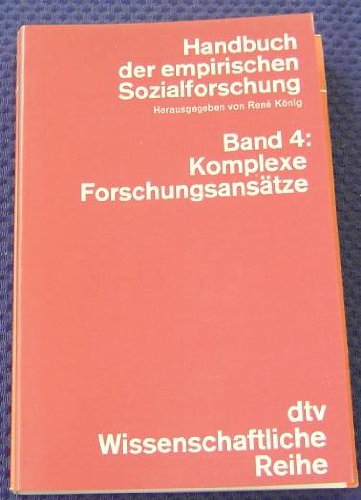 Handbuch
der empirischen
Sozialforschung
Herausgegeben von René König
Band 4:
Komplexe
Forschungsansätze
dtv
Wissenschaftliche
Reihe